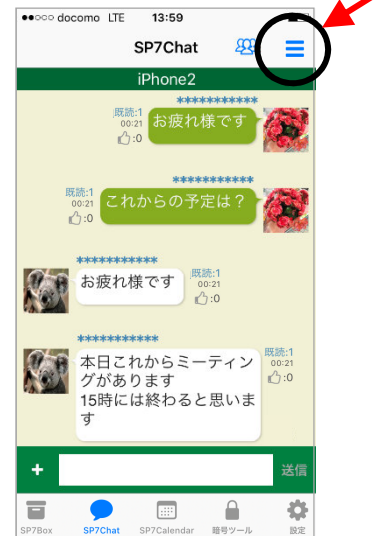 docomo LTE 13:59
SP7Chat
iPhone2
***********
既読:1
00:21
お疲れ様です
:0
***********
既読:1
00:21
これからの予定は?
:0
***********
お疲れ様です
既読:1
00:21
:0
***********
本日これからミーティン
グがあります
15時には終わると思いま
す
既読:1
00:21
:0
+ 送信
SP7Box SP7Chat SP7Calendar 暗号ツール 設定